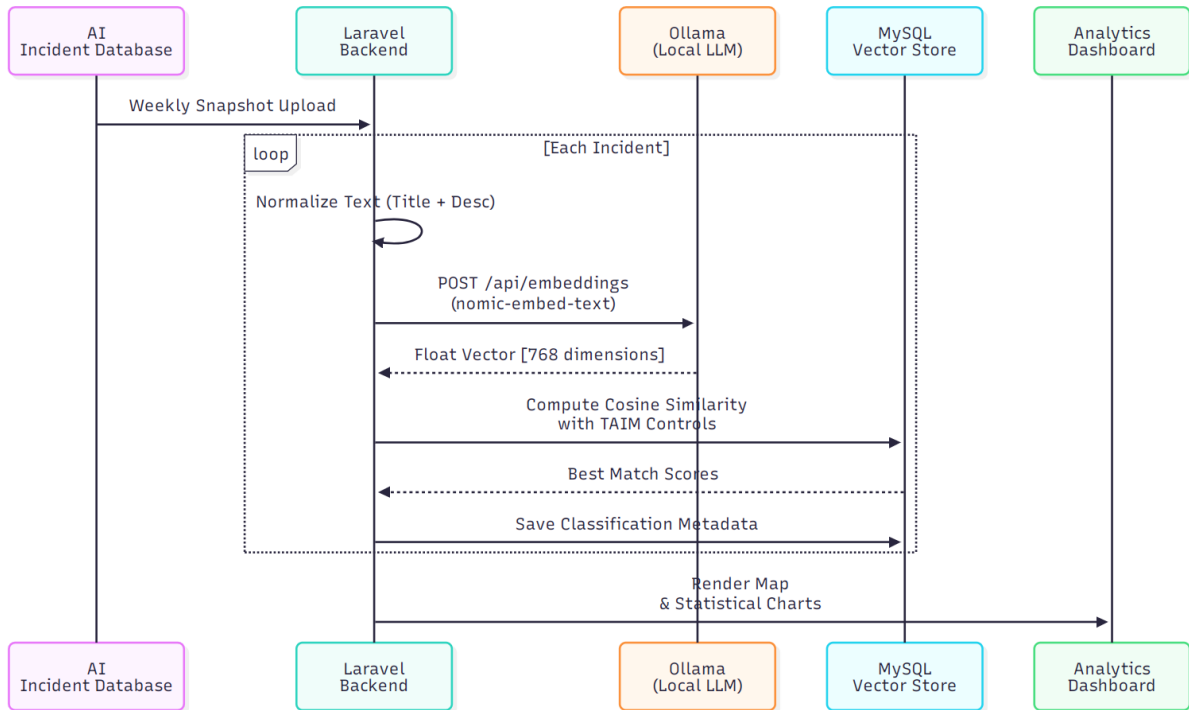 AI
Incident Database
Laravel
Backend
Ollama
(Local LLM)
MySQL
Vector Store
Analytics
Dashboard
Weekly Snapshot Upload
loop
[Each Incident]
Normalize Text (Title + Desc)
POST /api/embeddings
(nomic-embed-text)
Float Vector [768 dimensions]
Compute Cosine Similarity
with TAIM Controls
Best Match Scores
Save Classification Metadata
Render Map
& Statistical Charts
AI
Incident Database
Laravel
Backend
Ollama
(Local LLM)
MySQL
Vector Store
Analytics
Dashboard